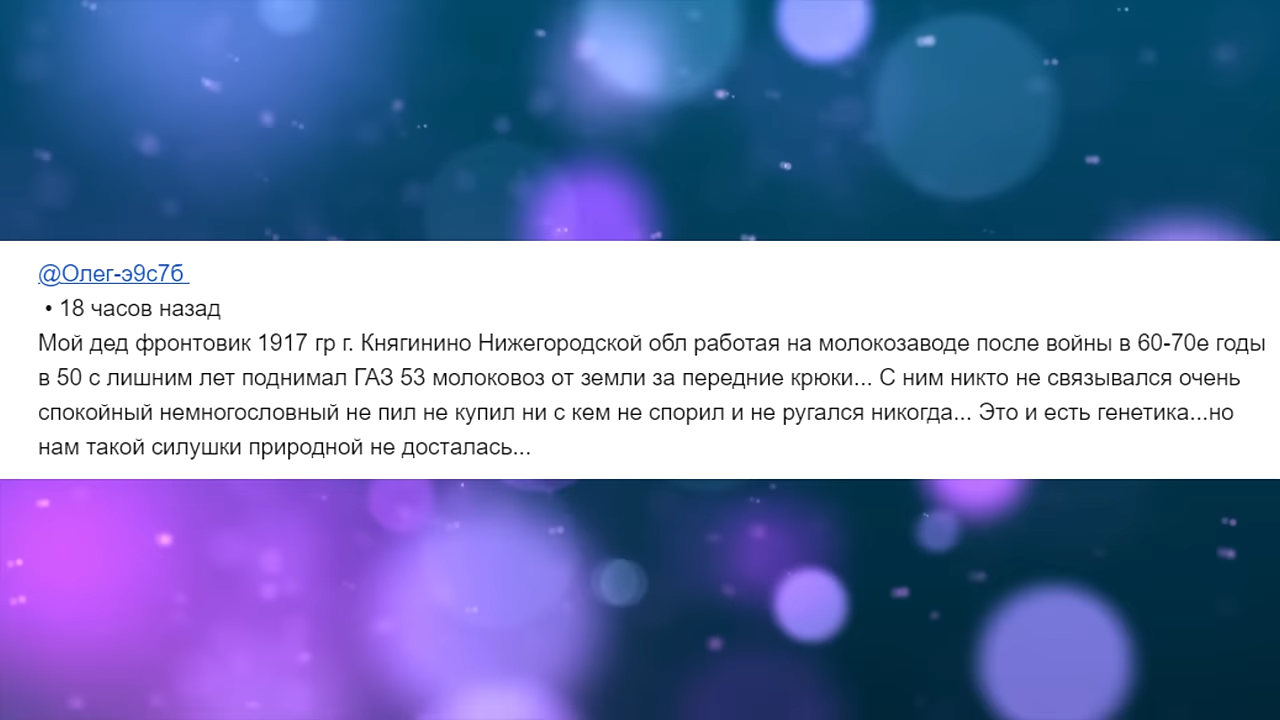 @Олег-э9с7б
• 18 часов назад
Мой дед фронтовик 1917 гр г. Княгинино Нижегородской обл работая на молокозаводе после войны в 60-70е годы
в 50 с лишним лет поднимал ГАЗ 53 молоковоз от земли за передние крюки... С ним никто не связывался очень
спокойный немногословный не пил не купил ни с кем не спорил и не ругался никогда... Это и есть генетика...но
нам такой силушки природной не досталась...